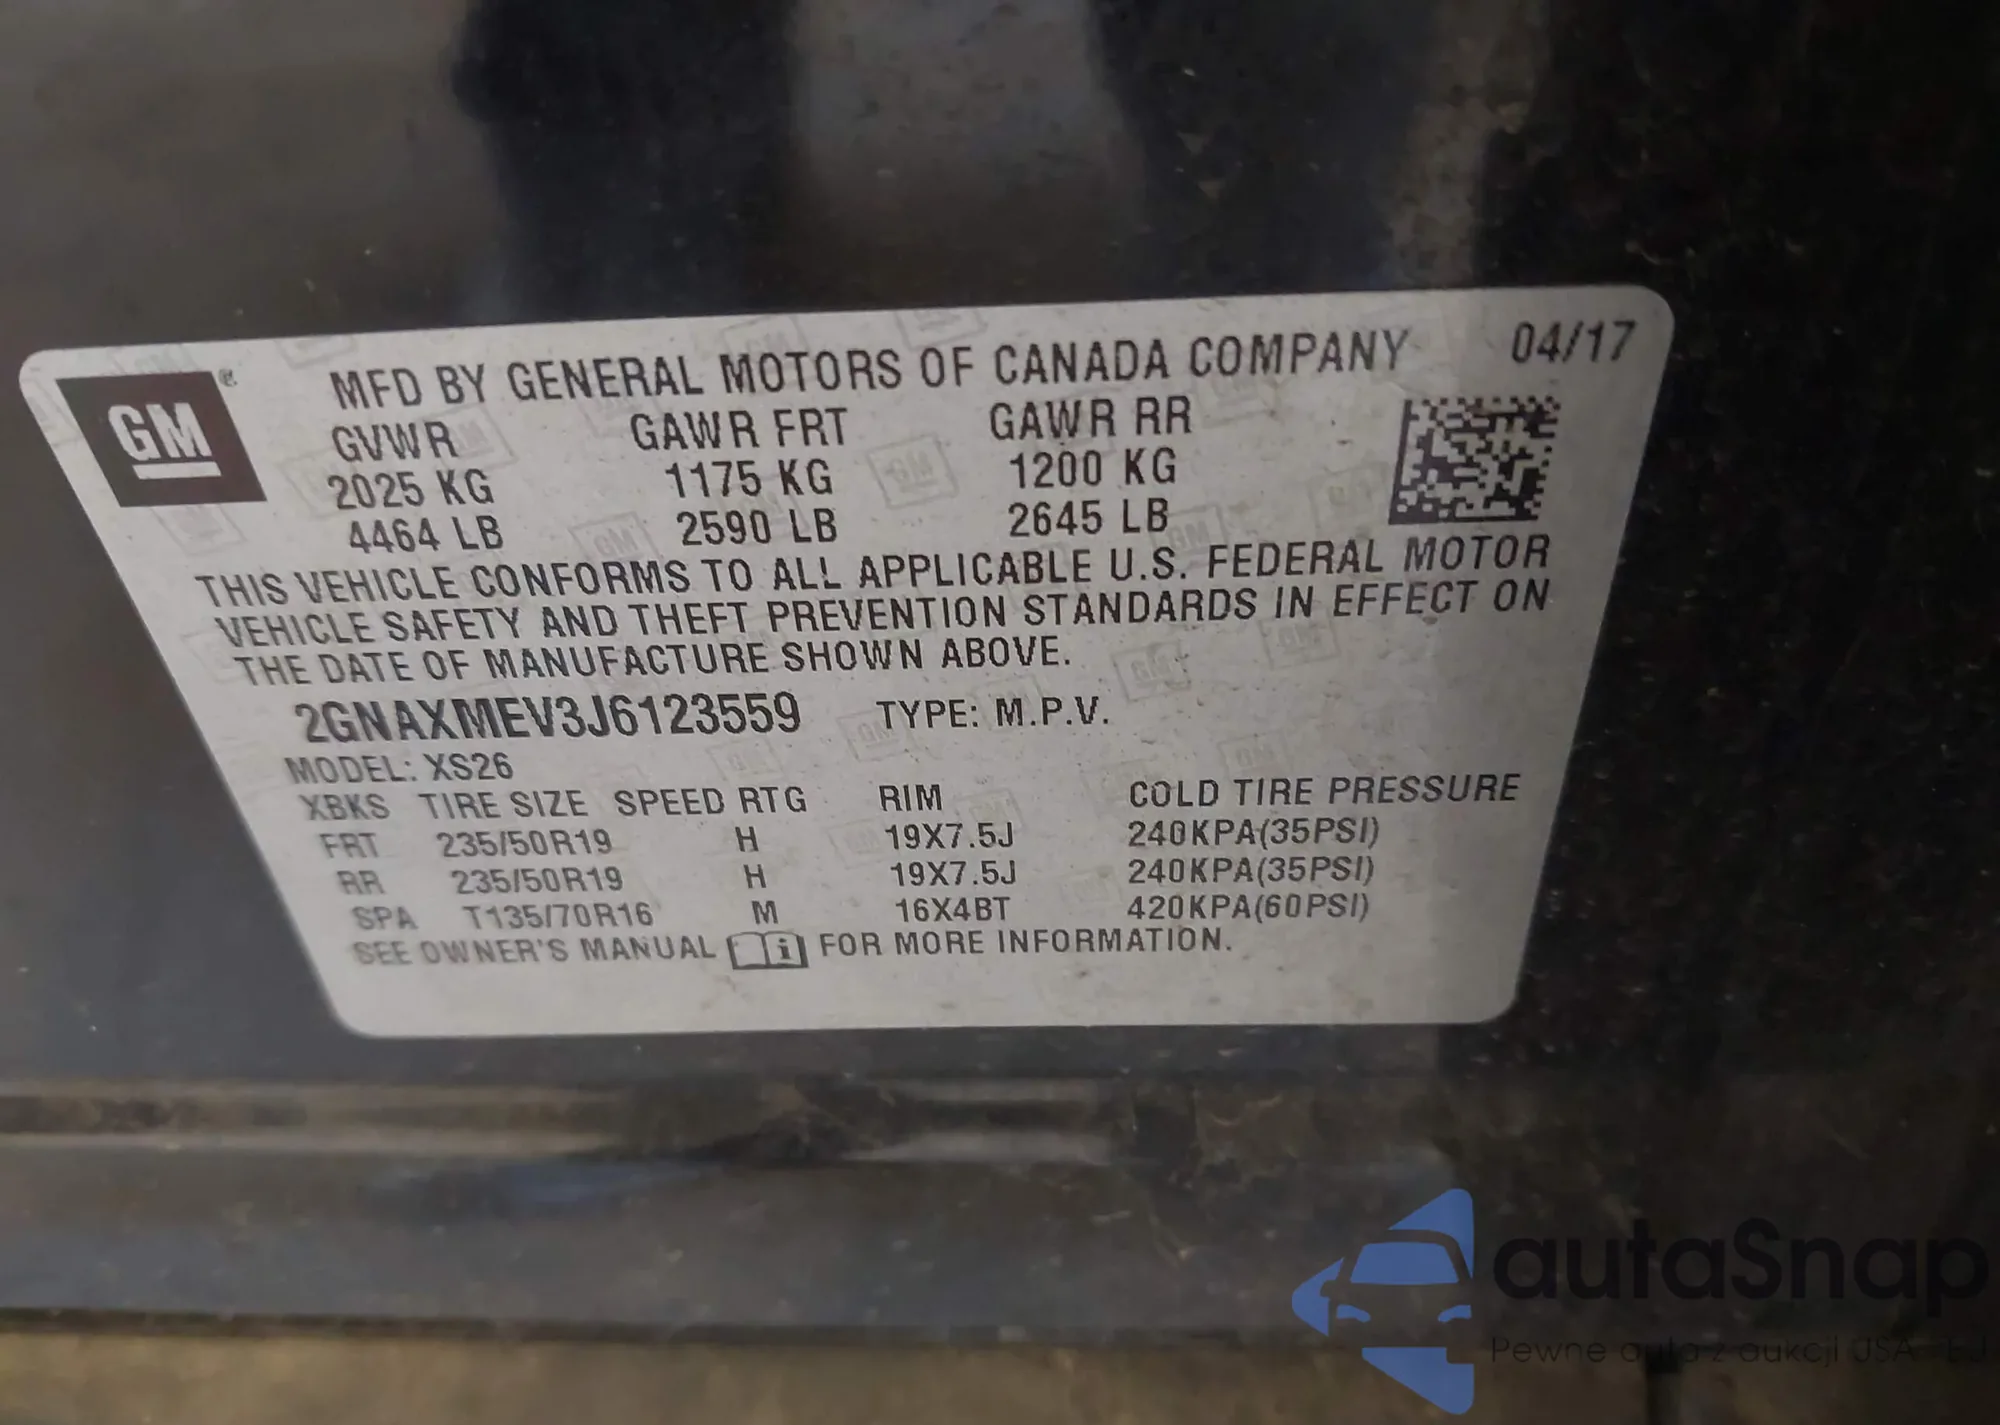 GM®
MFD BY GENERAL MOTORS OF CANADA COMPANY 04/17
GVWR GAWR FRT GAWR RR
2025 KG 1175 KG 1200 KG
4464 LB 2590 LB 2645 LB
THIS VEHICLE CONFORMS TO ALL APPLICABLE U.S. FEDERAL MOTOR
VEHICLE SAFETY AND THEFT PREVENTION STANDARDS IN EFFECT ON
THE DATE OF MANUFACTURE SHOWN ABOVE.
2GNAXMEV3J6123559 TYPE: M.P.V.
MODEL: XS26
XBKS TIRE SIZE SPEED RTG RIM COLD TIRE PRESSURE
FRT 235/50R19 H 19X7.5J 240KPA(35PSI)
RR 235/50R19 H 19X7.5J 240KPA(35PSI)
SPA T135/70R16 M 16X4BT 420KPA(60PSI)
SEE OWNER'S MANUAL i FOR MORE INFORMATION.
autaSnap
Pewne auta z aukcji USA